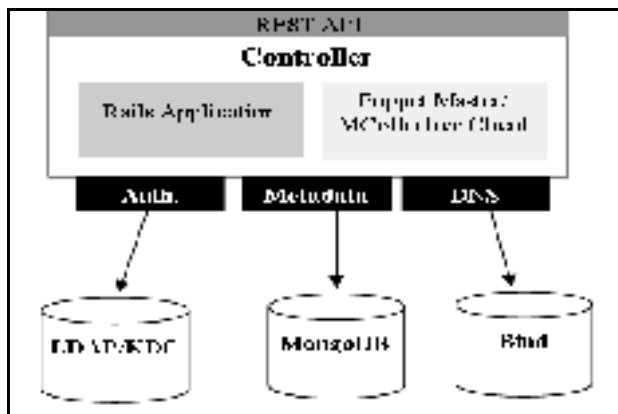 REST API
Controller
Rails Application
Puppet Master/
MCollective Client
Auth.
Metadata
DNS
LDAP/KDC
MongoDB
Bind